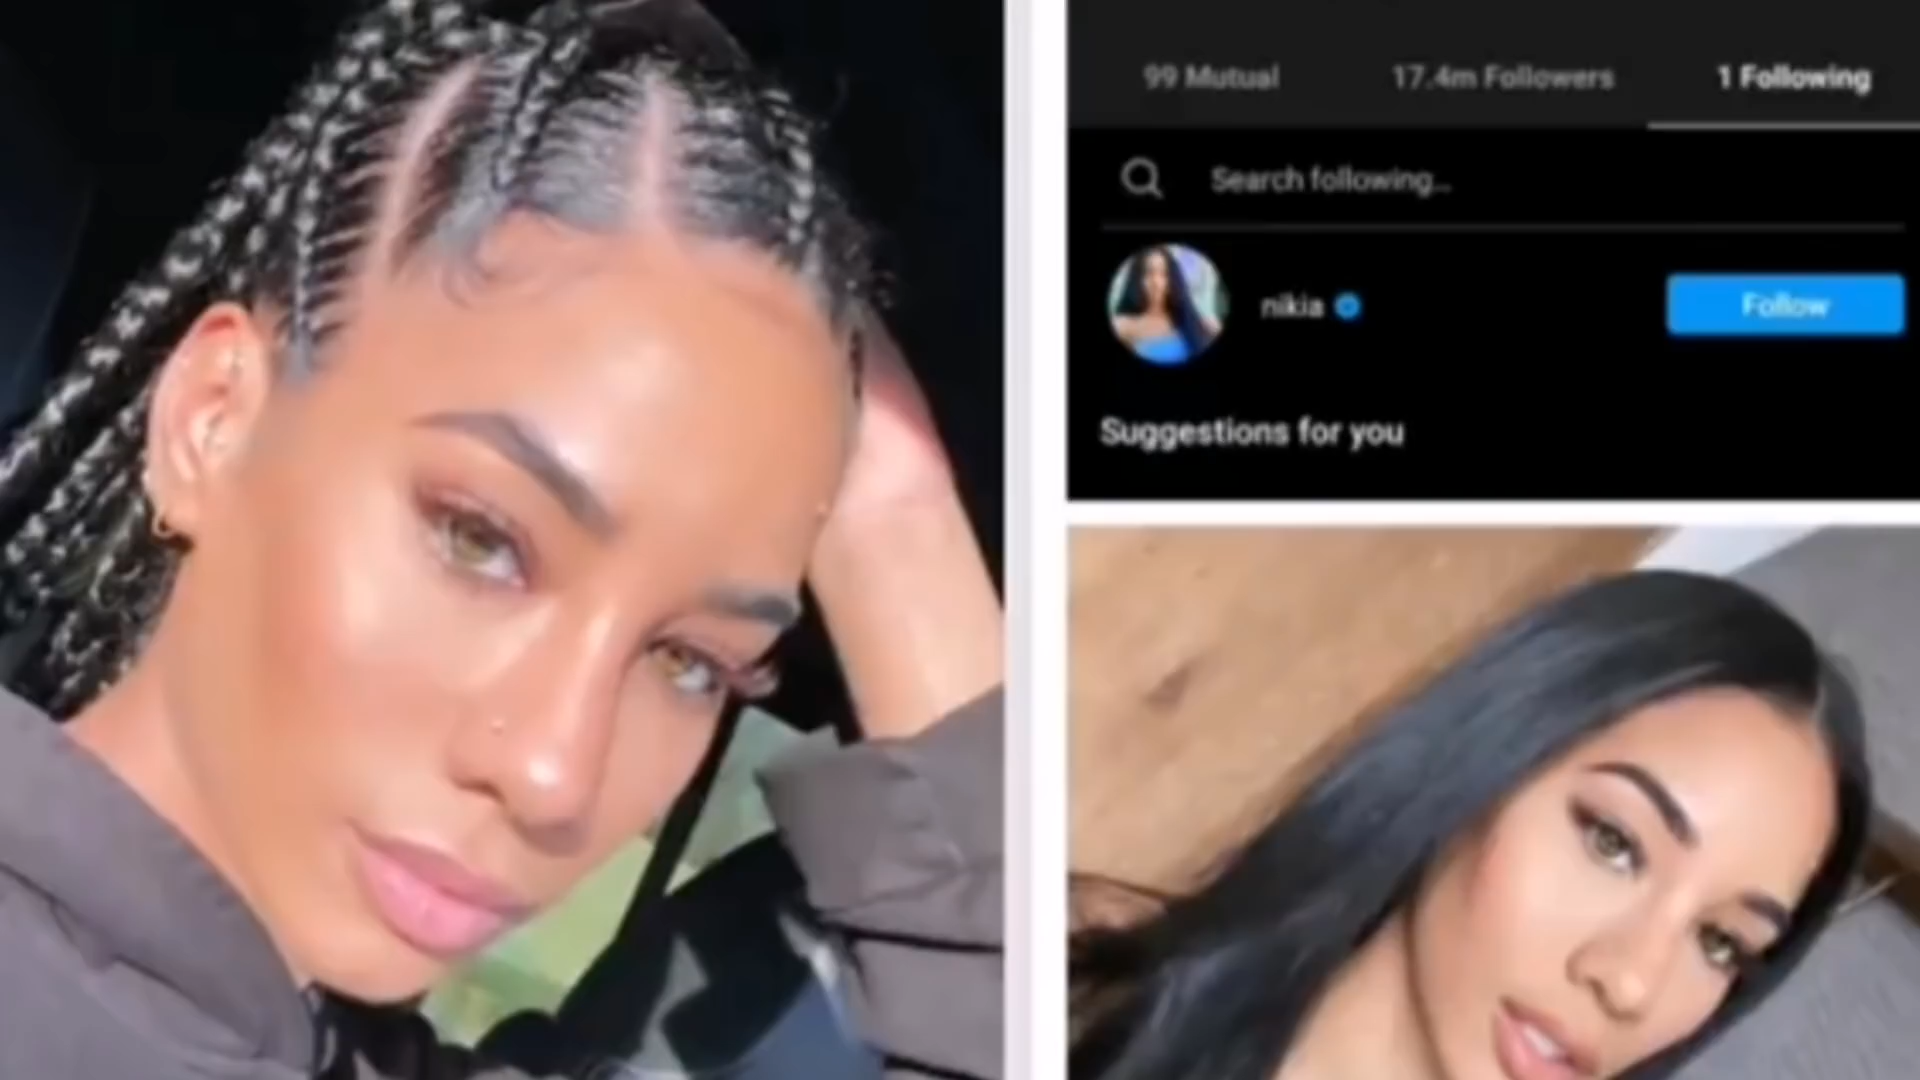 99 Mutual 17.4m Followers 1 Following
Search following...
nikia Follow
Suggestions for you